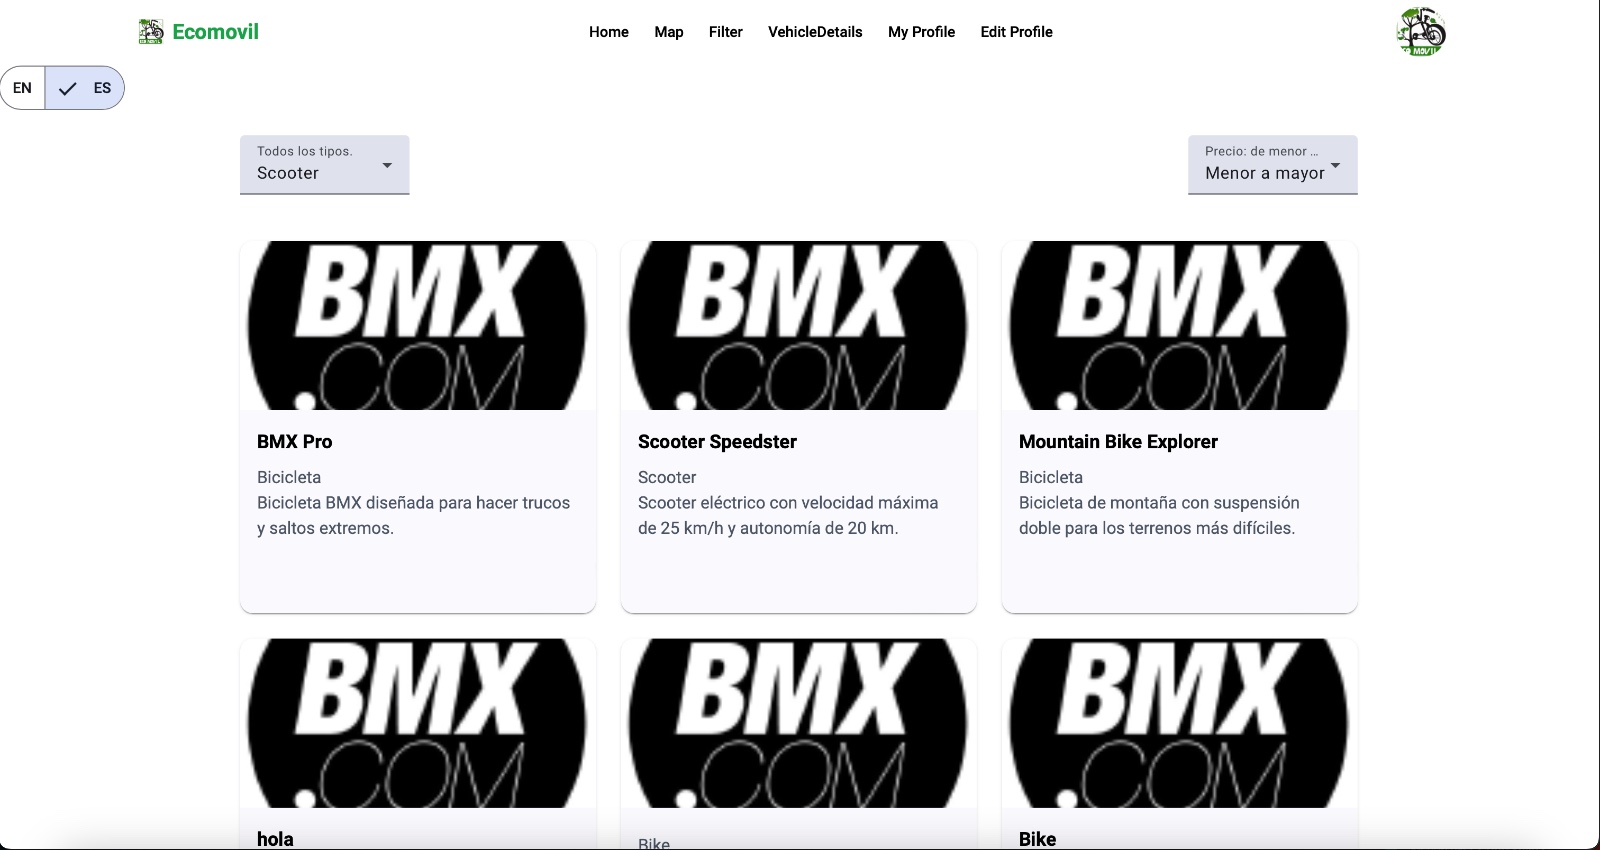 Ecomovil
Home
Map
Filter
VehicleDetails
My Profile
Edit Profile
MOVIL
EN
ES
Todos los tipos.
Scooter
Precio: de menor ...
Menor a mayor
BMX
.COM
BMX
.COM
BMX
.COM
BMX Pro
Bicicleta
Bicicleta BMX diseñada para hacer trucos
y saltos extremos.
Scooter Speedster
Scooter
Scooter eléctrico con velocidad máxima
de 25 km/h y autonomía de 20 km.
Mountain Bike Explorer
Bicicleta
Bicicleta de montaña con suspensión
doble para los terrenos más difíciles.
BMX
.COM
BMX
.COM
BMX
.COM
hola
Bike
Bike